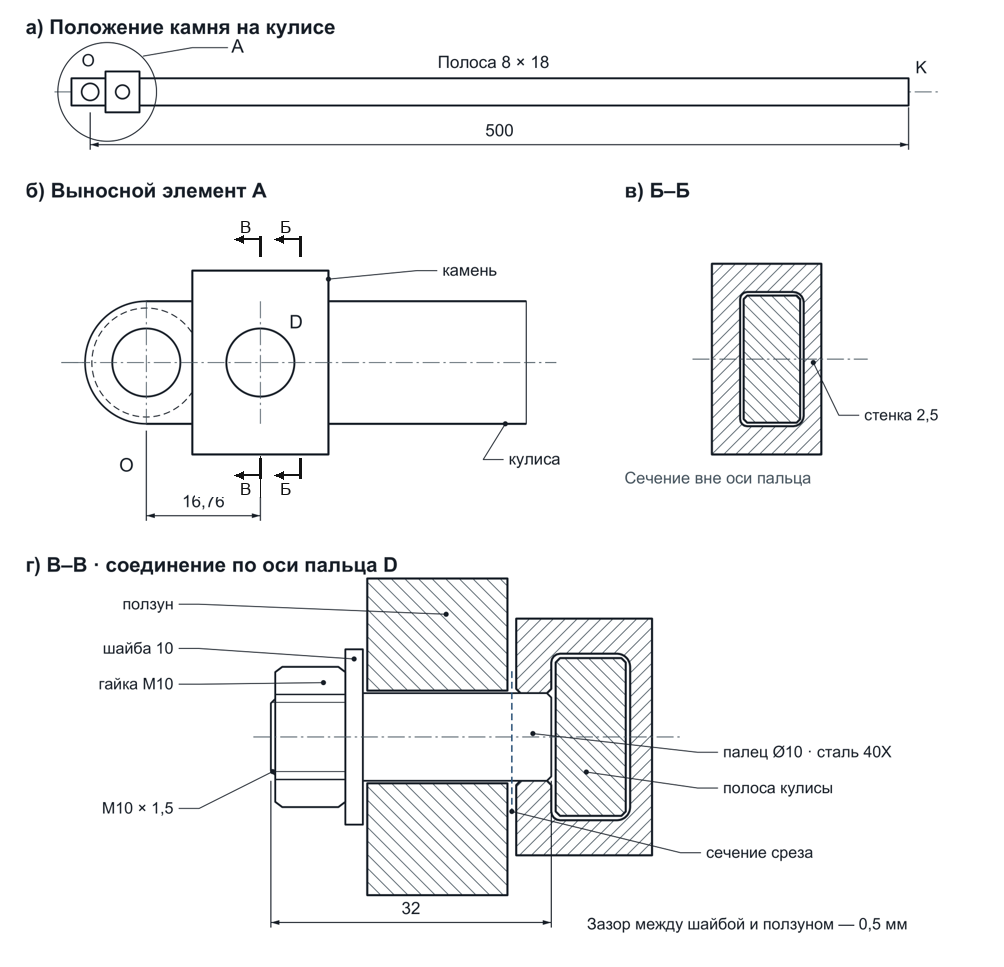 а) Положение камня на кулисе
A
O
Полоса 8 × 18
K
500
б) Выносной элемент А
в) Б–Б
В Б
камень
D
стенка 2,5
кулиса
O
В Б
Сечение вне оси пальца
16,76
г) В–В · соединение по оси пальца D
ползун
шайба 10
гайка М10
палец Ø10 · сталь 40Х
полоса кулисы
М10 × 1,5
сечение среза
32
Зазор между шайбой и ползуном — 0,5 мм